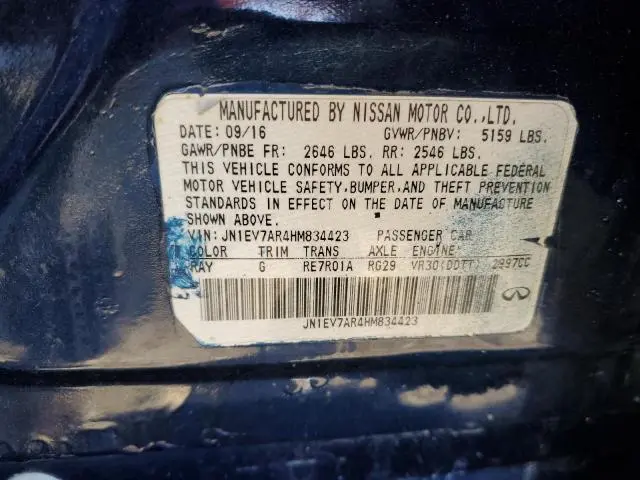 MANUFACTURED BY NISSAN MOTOR CO.,LTD.
DATE: 09/16 GVWR/PNBV: 5159 LBS.
GAWR/PNBE FR: 2646 LBS. RR: 2546 LBS.
THIS VEHICLE CONFORMS TO ALL APPLICABLE FEDERAL
MOTOR VEHICLE SAFETY,BUMPER,AND THEFT PREVENTION
STANDARDS IN EFFECT ON THE DATE OF MANUFACTURE
SHOWN ABOVE.
VIN: JN1EV7AR4HM834423 PASSENGER CAR
COLOR TRIM TRANS AXLE ENGINE
RAY G RE7R01A RG29 VR30(DDTT) 2997CC
JN1EV7AR4HM834423